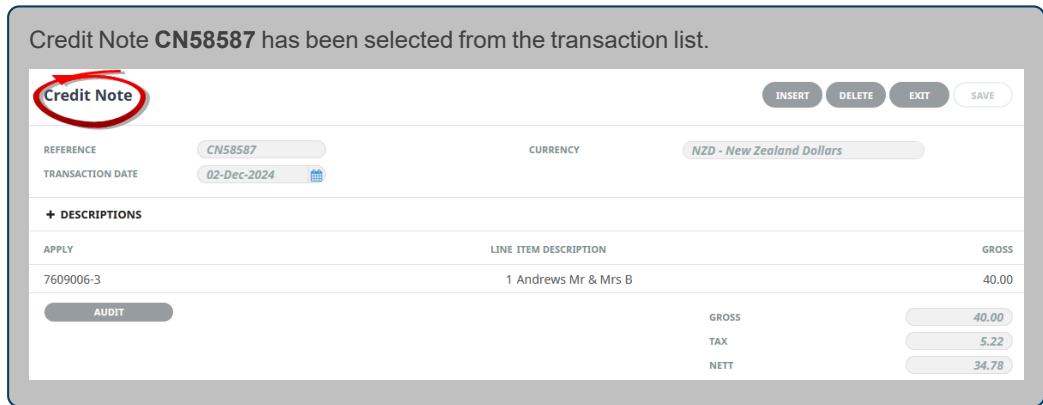 Credit Note CN58587 has been selected from the transaction list.
Credit Note INSERT DELETE EXIT SAVE
REFERENCE CN58587 CURRENCY NZD - New Zealand Dollars
TRANSACTION DATE 02-Dec-2024
+ DESCRIPTIONS
APPLY LINE ITEM DESCRIPTION GROSS
7609006-3 1 Andrews Mr & Mrs B 40.00
AUDIT GROSS 40.00
TAX 5.22
NETT 34.78